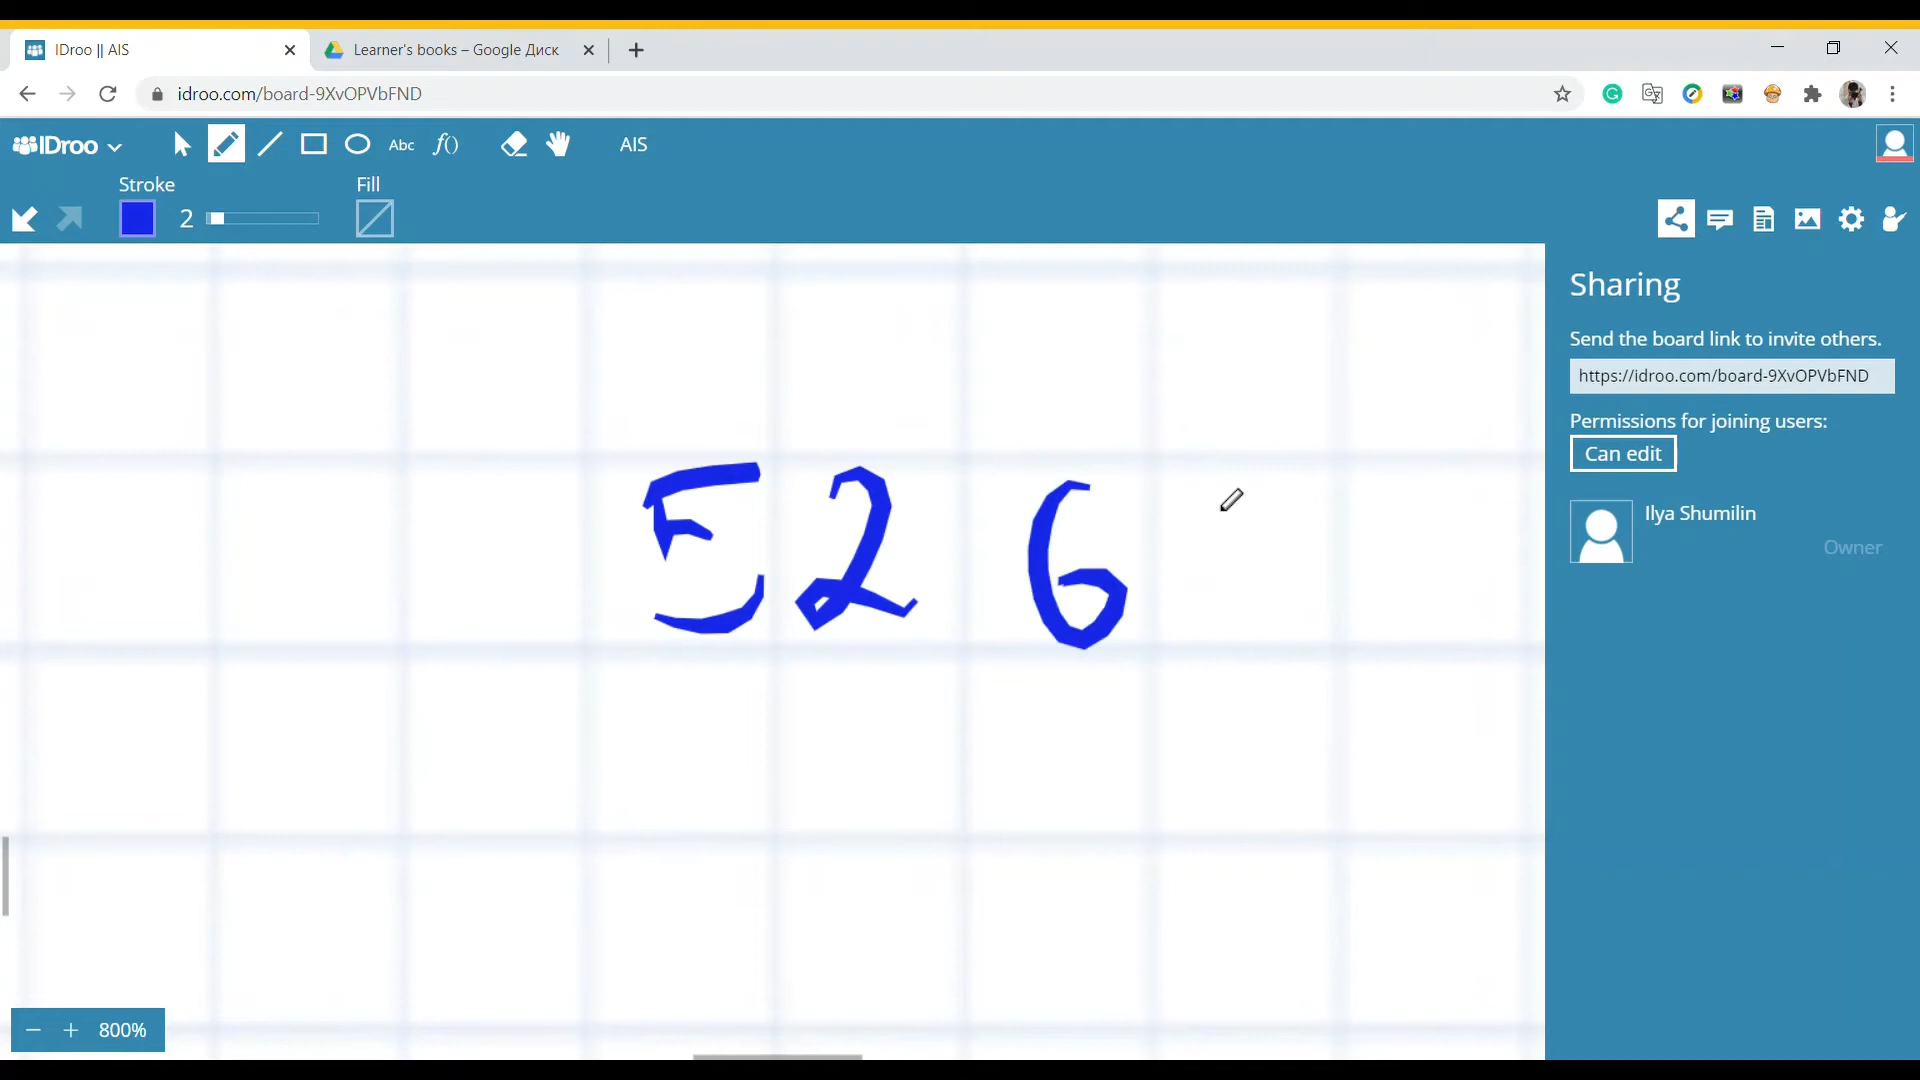 IDroo || AIS
Learner's books – Google Диск
idroo.com/board-9XvOPVbFND
IDroo
Abc
f()
AIS
Stroke
Fill
2
Sharing
Send the board link to invite others.
https://idroo.com/board-9XvOPVbFND
Permissions for joining users:
Can edit
Ilya Shumilin
Owner
52 6
800%